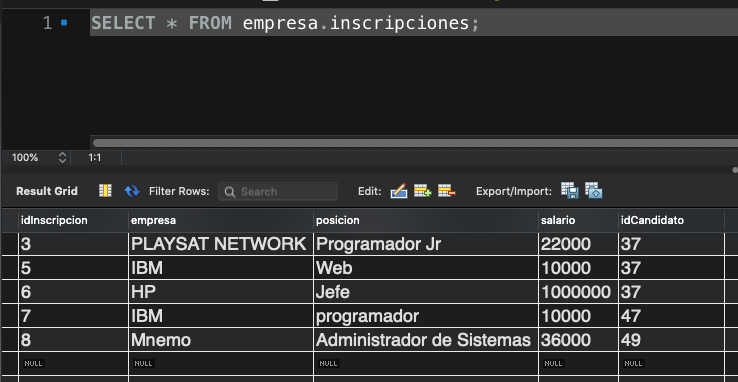 1 SELECT * FROM empresa.inscripciones;
100% 1:1
Result Grid Filter Rows: Search Edit: Export/Import:
idInscripcion empresa posicion salario idCandidato
3 PLAYSAT NETWORK Programador Jr 22000 37
5 IBM Web 10000 37
6 HP Jefe 1000000 37
7 IBM programador 10000 47
8 Mnemo Administrador de Sistemas 36000 49
NULL NULL NULL NULL NULL